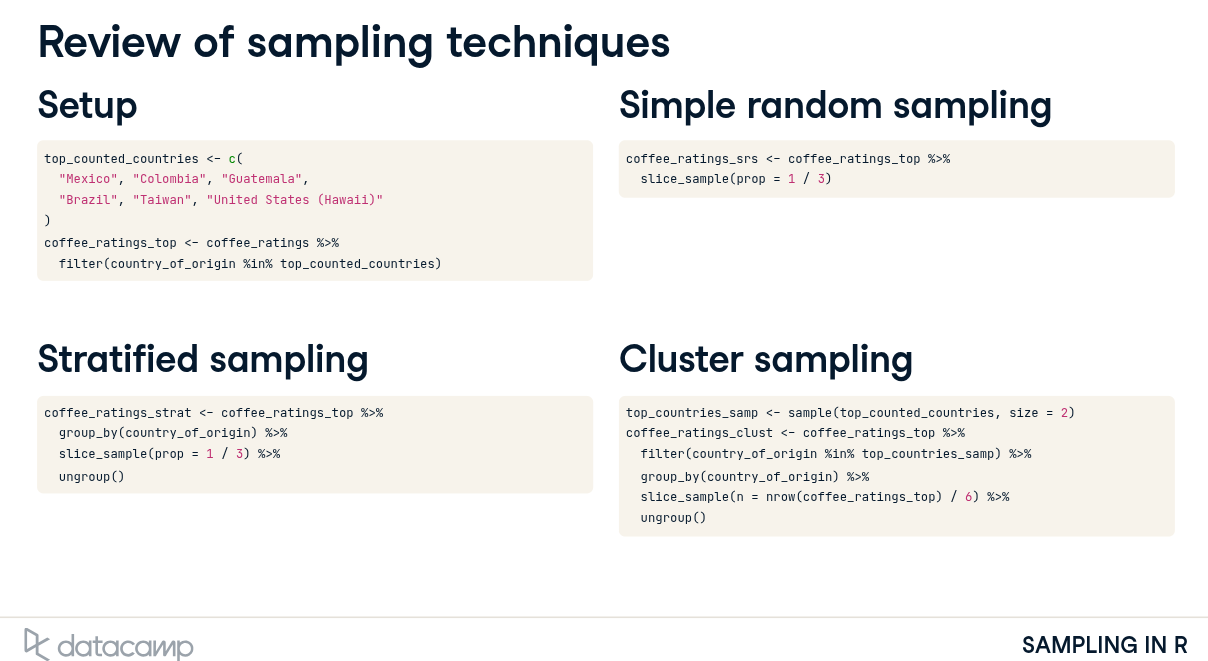 Review of sampling techniques
Setup
top_counted_countries <- c(
  "Mexico", "Colombia", "Guatemala",
  "Brazil", "Taiwan", "United States (Hawaii)"
)
coffee_ratings_top <- coffee_ratings %>%
  filter(country_of_origin %in% top_counted_countries)
Simple random sampling
coffee_ratings_srs <- coffee_ratings_top %>%
  slice_sample(prop = 1 / 3)
Stratified sampling
coffee_ratings_strat <- coffee_ratings_top %>%
  group_by(country_of_origin) %>%
  slice_sample(prop = 1 / 3) %>%
  ungroup()
Cluster sampling
top_countries_samp <- sample(top_counted_countries, size = 2)
coffee_ratings_clust <- coffee_ratings_top %>%
  filter(country_of_origin %in% top_countries_samp) %>%
  group_by(country_of_origin) %>%
  slice_sample(n = nrow(coffee_ratings_top) / 6) %>%
  ungroup()
datacamp
SAMPLING IN R